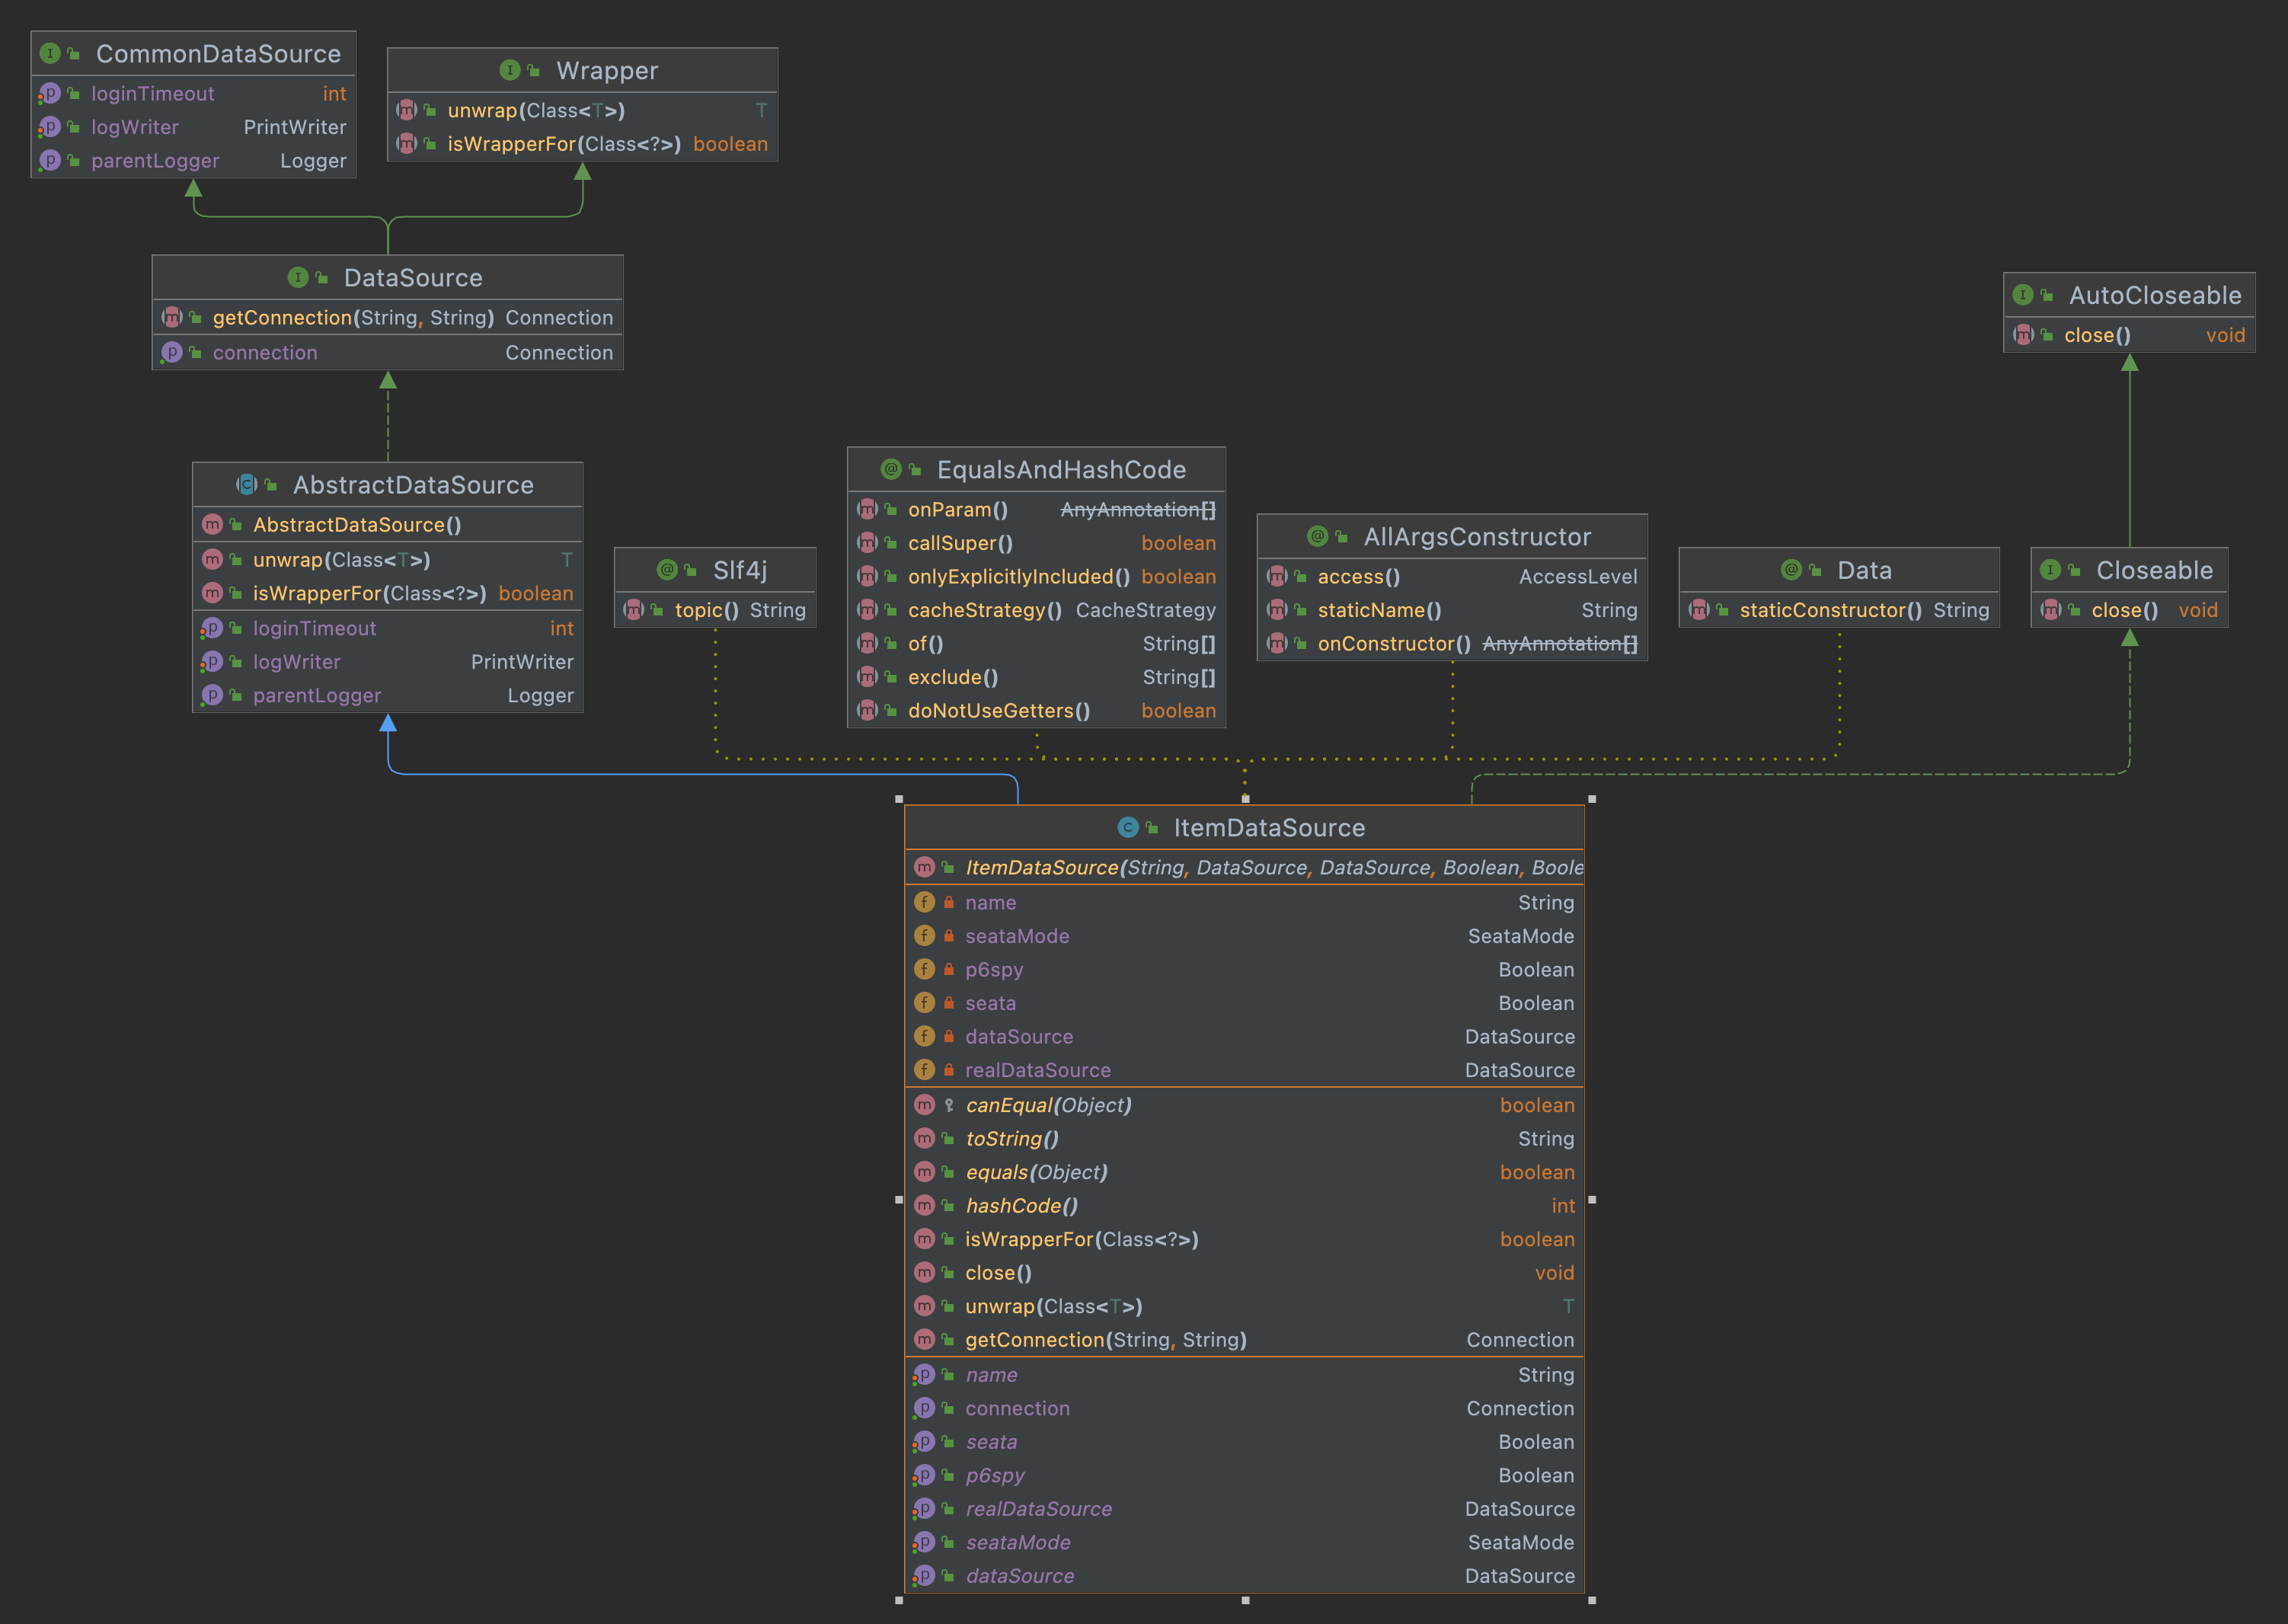 CommonDataSource
loginTimeout int
logWriter PrintWriter
parentLogger Logger
Wrapper
unwrap(Class<T>) T
isWrapperFor(Class<?>) boolean
DataSource
getConnection(String, String) Connection
connection Connection
AutoCloseable
close() void
AbstractDataSource
AbstractDataSource()
unwrap(Class<T>) T
isWrapperFor(Class<?>) boolean
loginTimeout int
logWriter PrintWriter
parentLogger Logger
Slf4j
topic() String
EqualsAndHashCode
onParam() AnyAnnotation[]
callSuper() boolean
onlyExplicitlyIncluded() boolean
cacheStrategy() CacheStrategy
of() String[]
exclude() String[]
doNotUseGetters() boolean
AllArgsConstructor
access() AccessLevel
staticName() String
onConstructor() AnyAnnotation[]
Data
staticConstructor() String
Closeable
close() void
ItemDataSource
ItemDataSource(String, DataSource, DataSource, Boolean, Boole
name String
seataMode SeataMode
p6spy Boolean
seata Boolean
dataSource DataSource
realDataSource DataSource
canEqual(Object) boolean
toString() String
equals(Object) boolean
hashCode() int
isWrapperFor(Class<?>) boolean
close() void
unwrap(Class<T>) T
getConnection(String, String) Connection
name String
connection Connection
seata Boolean
p6spy Boolean
realDataSource DataSource
seataMode SeataMode
dataSource DataSource